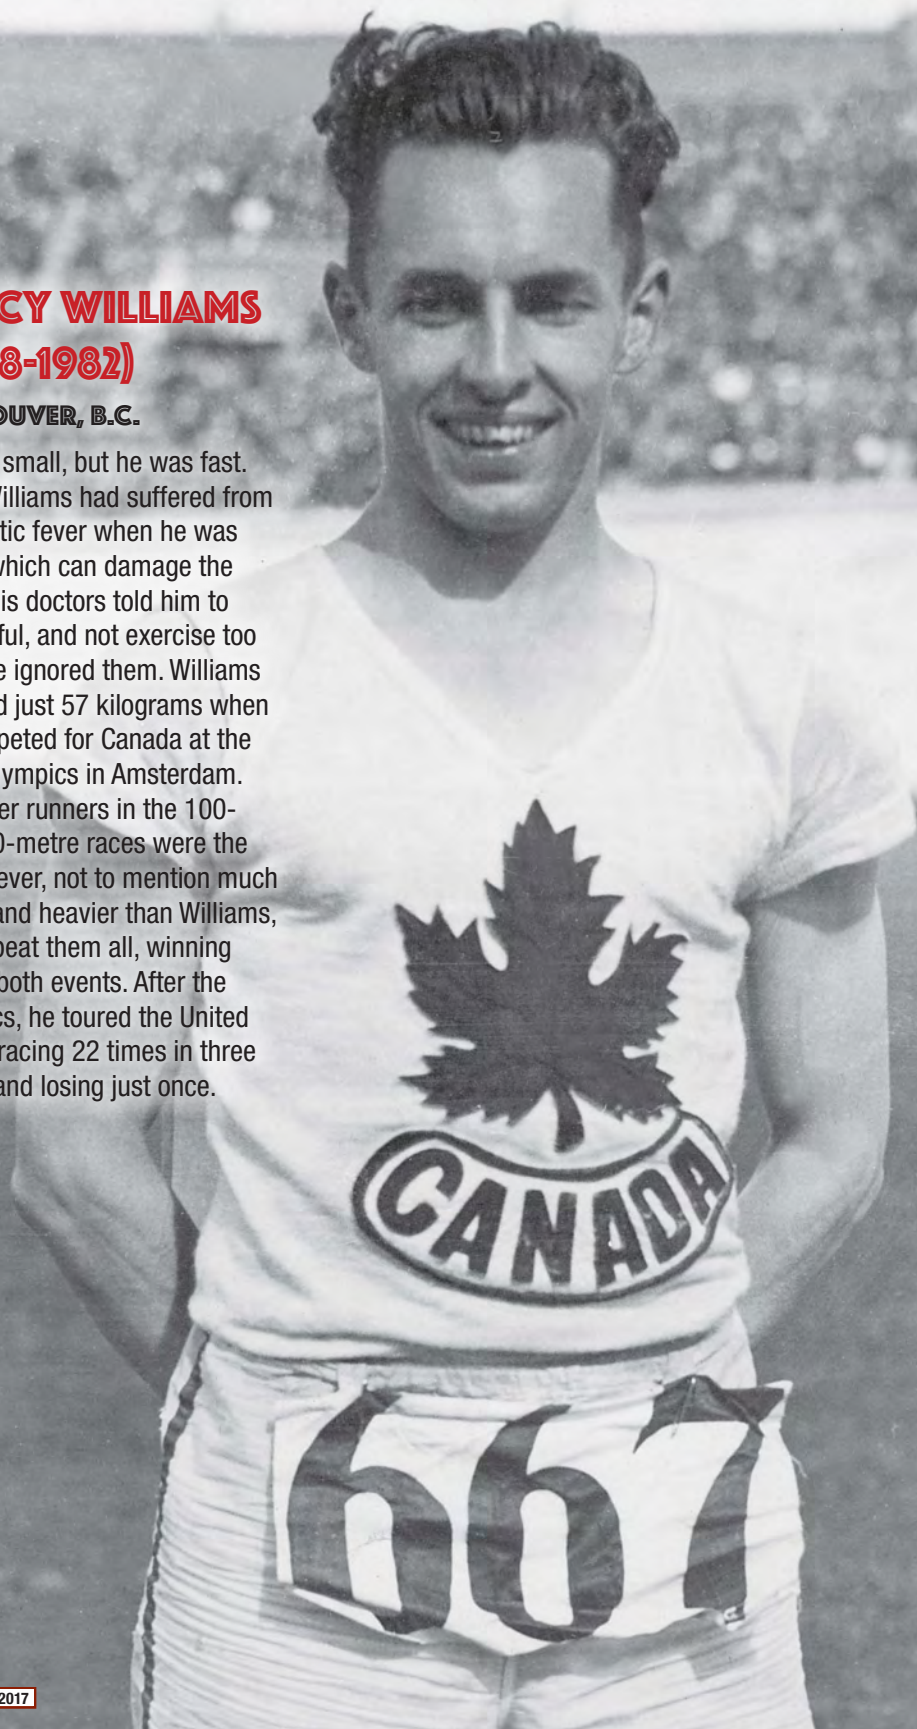 CY WILLIAMS
8-1982)
OUVER, B.C.
small, but he was fast.
Williams had suffered from
tic fever when he was
which can damage the
is doctors told him to
ful, and not exercise too
e ignored them. Williams
d just 57 kilograms when
peted for Canada at the
lympics in Amsterdam.
er runners in the 100-
0-metre races were the
ever, not to mention much
and heavier than Williams,
beat them all, winning
both events. After the
cs, he toured the United
racing 22 times in three
and losing just once.
CANADA
667
2017